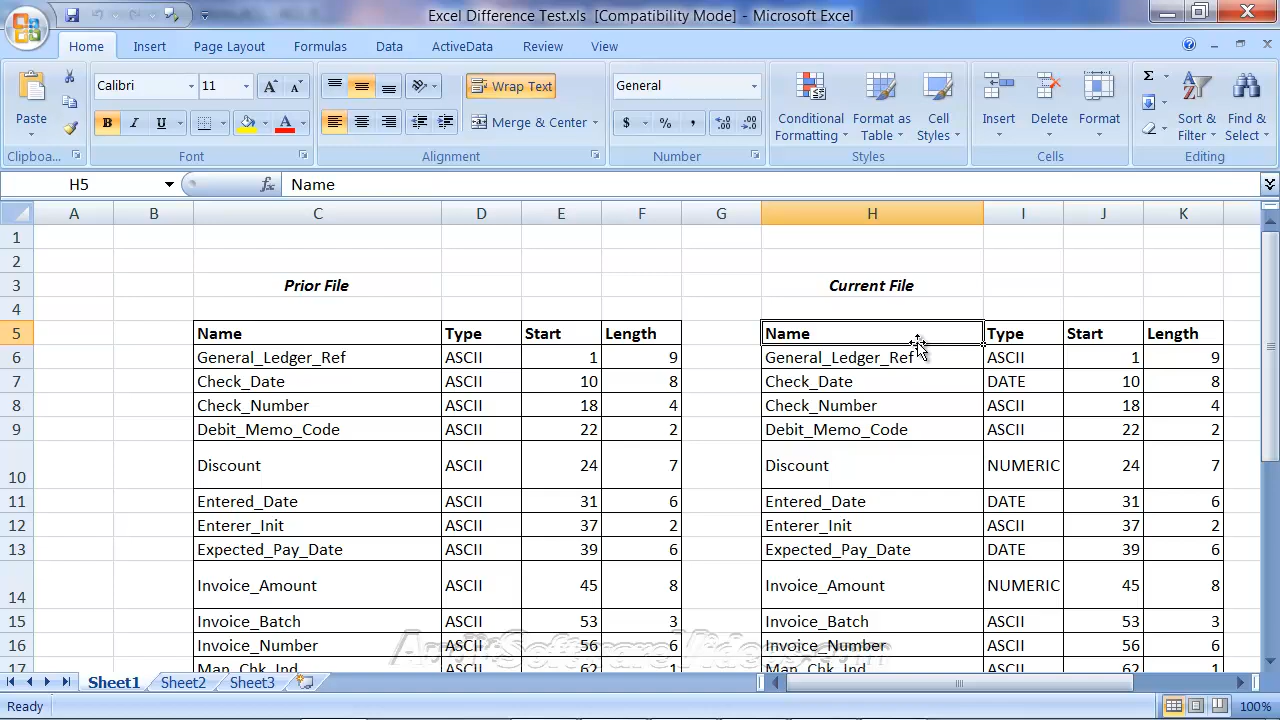 Excel Difference Test.xls [Compatibility Mod... - Microsoft Excel
Home Insert Page Layout Formulas Data ActiveData Review View
Calibri 11 Wrap Text General
Paste B I U Merge & Center $ % , Conditional Formatting Format as Table Cell Styles Insert Delete Format Σ Sort & Filter Find & Select
Clipboa... Font Alignment Number Styles Cells Editing
H5 fx Name
A B C D E F G H I J K
1
2
3 Prior File Current File
4
5 Name Type Start Length Name Type Start Length
6 General_Ledger_Ref ASCII 1 9 General_Ledger_Ref ASCII 1 9
7 Check_Date ASCII 10 8 Check_Date DATE 10 8
8 Check_Number ASCII 18 4 Check_Number ASCII 18 4
9 Debit_Memo_Code ASCII 22 2 Debit_Memo_Code ASCII 22 2
10 Discount ASCII 24 7 Discount NUMERIC 24 7
11 Entered_Date ASCII 31 6 Entered_Date DATE 31 6
12 Enterer_Init ASCII 37 2 Enterer_Init ASCII 37 2
13 Expected_Pay_Date ASCII 39 6 Expected_Pay_Date DATE 39 6
14 Invoice_Amount ASCII 45 8 Invoice_Amount NUMERIC 45 8
15 Invoice_Batch ASCII 53 3 Invoice_Batch ASCII 53 3
16 Invoice_Number ASCII 56 6 Invoice_Number ASCII 56 6
AuditSoftwareVideos.com
17 Man_Chk_Ind ASCII 62 1 Man_Chk_Ind ASCII 62 1
Sheet1 Sheet2 Sheet3
Ready 100%